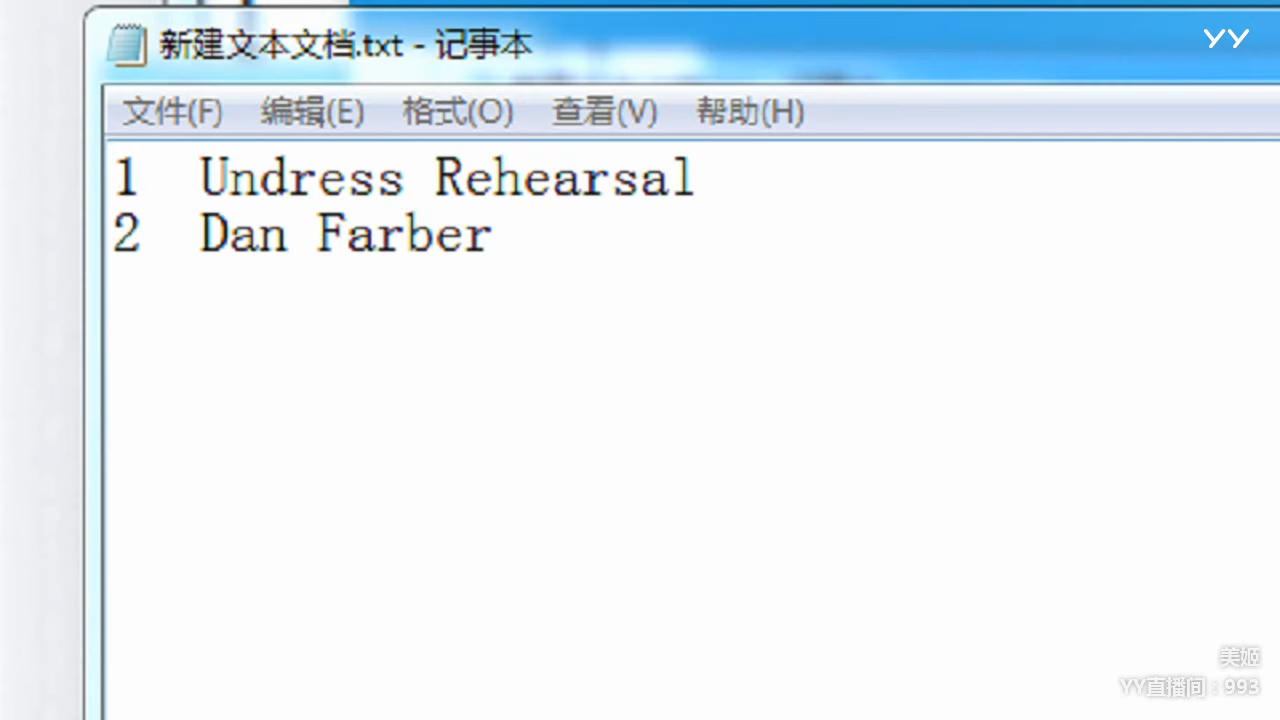 新建文本文档.txt - 记事本
YY
文件(F) 编辑(E) 格式(O) 查看(V) 帮助(H)
1 Undress Rehearsal
2 Dan Farber
美姬
YY直播间：993